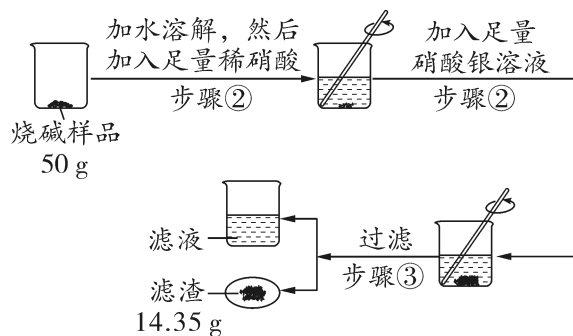 加水溶解，然后
加入足量稀硝酸
步骤②
加入足量
硝酸银溶液
步骤②
烧碱样品
50 g
滤液
过滤
步骤③
滤渣
14.35 g